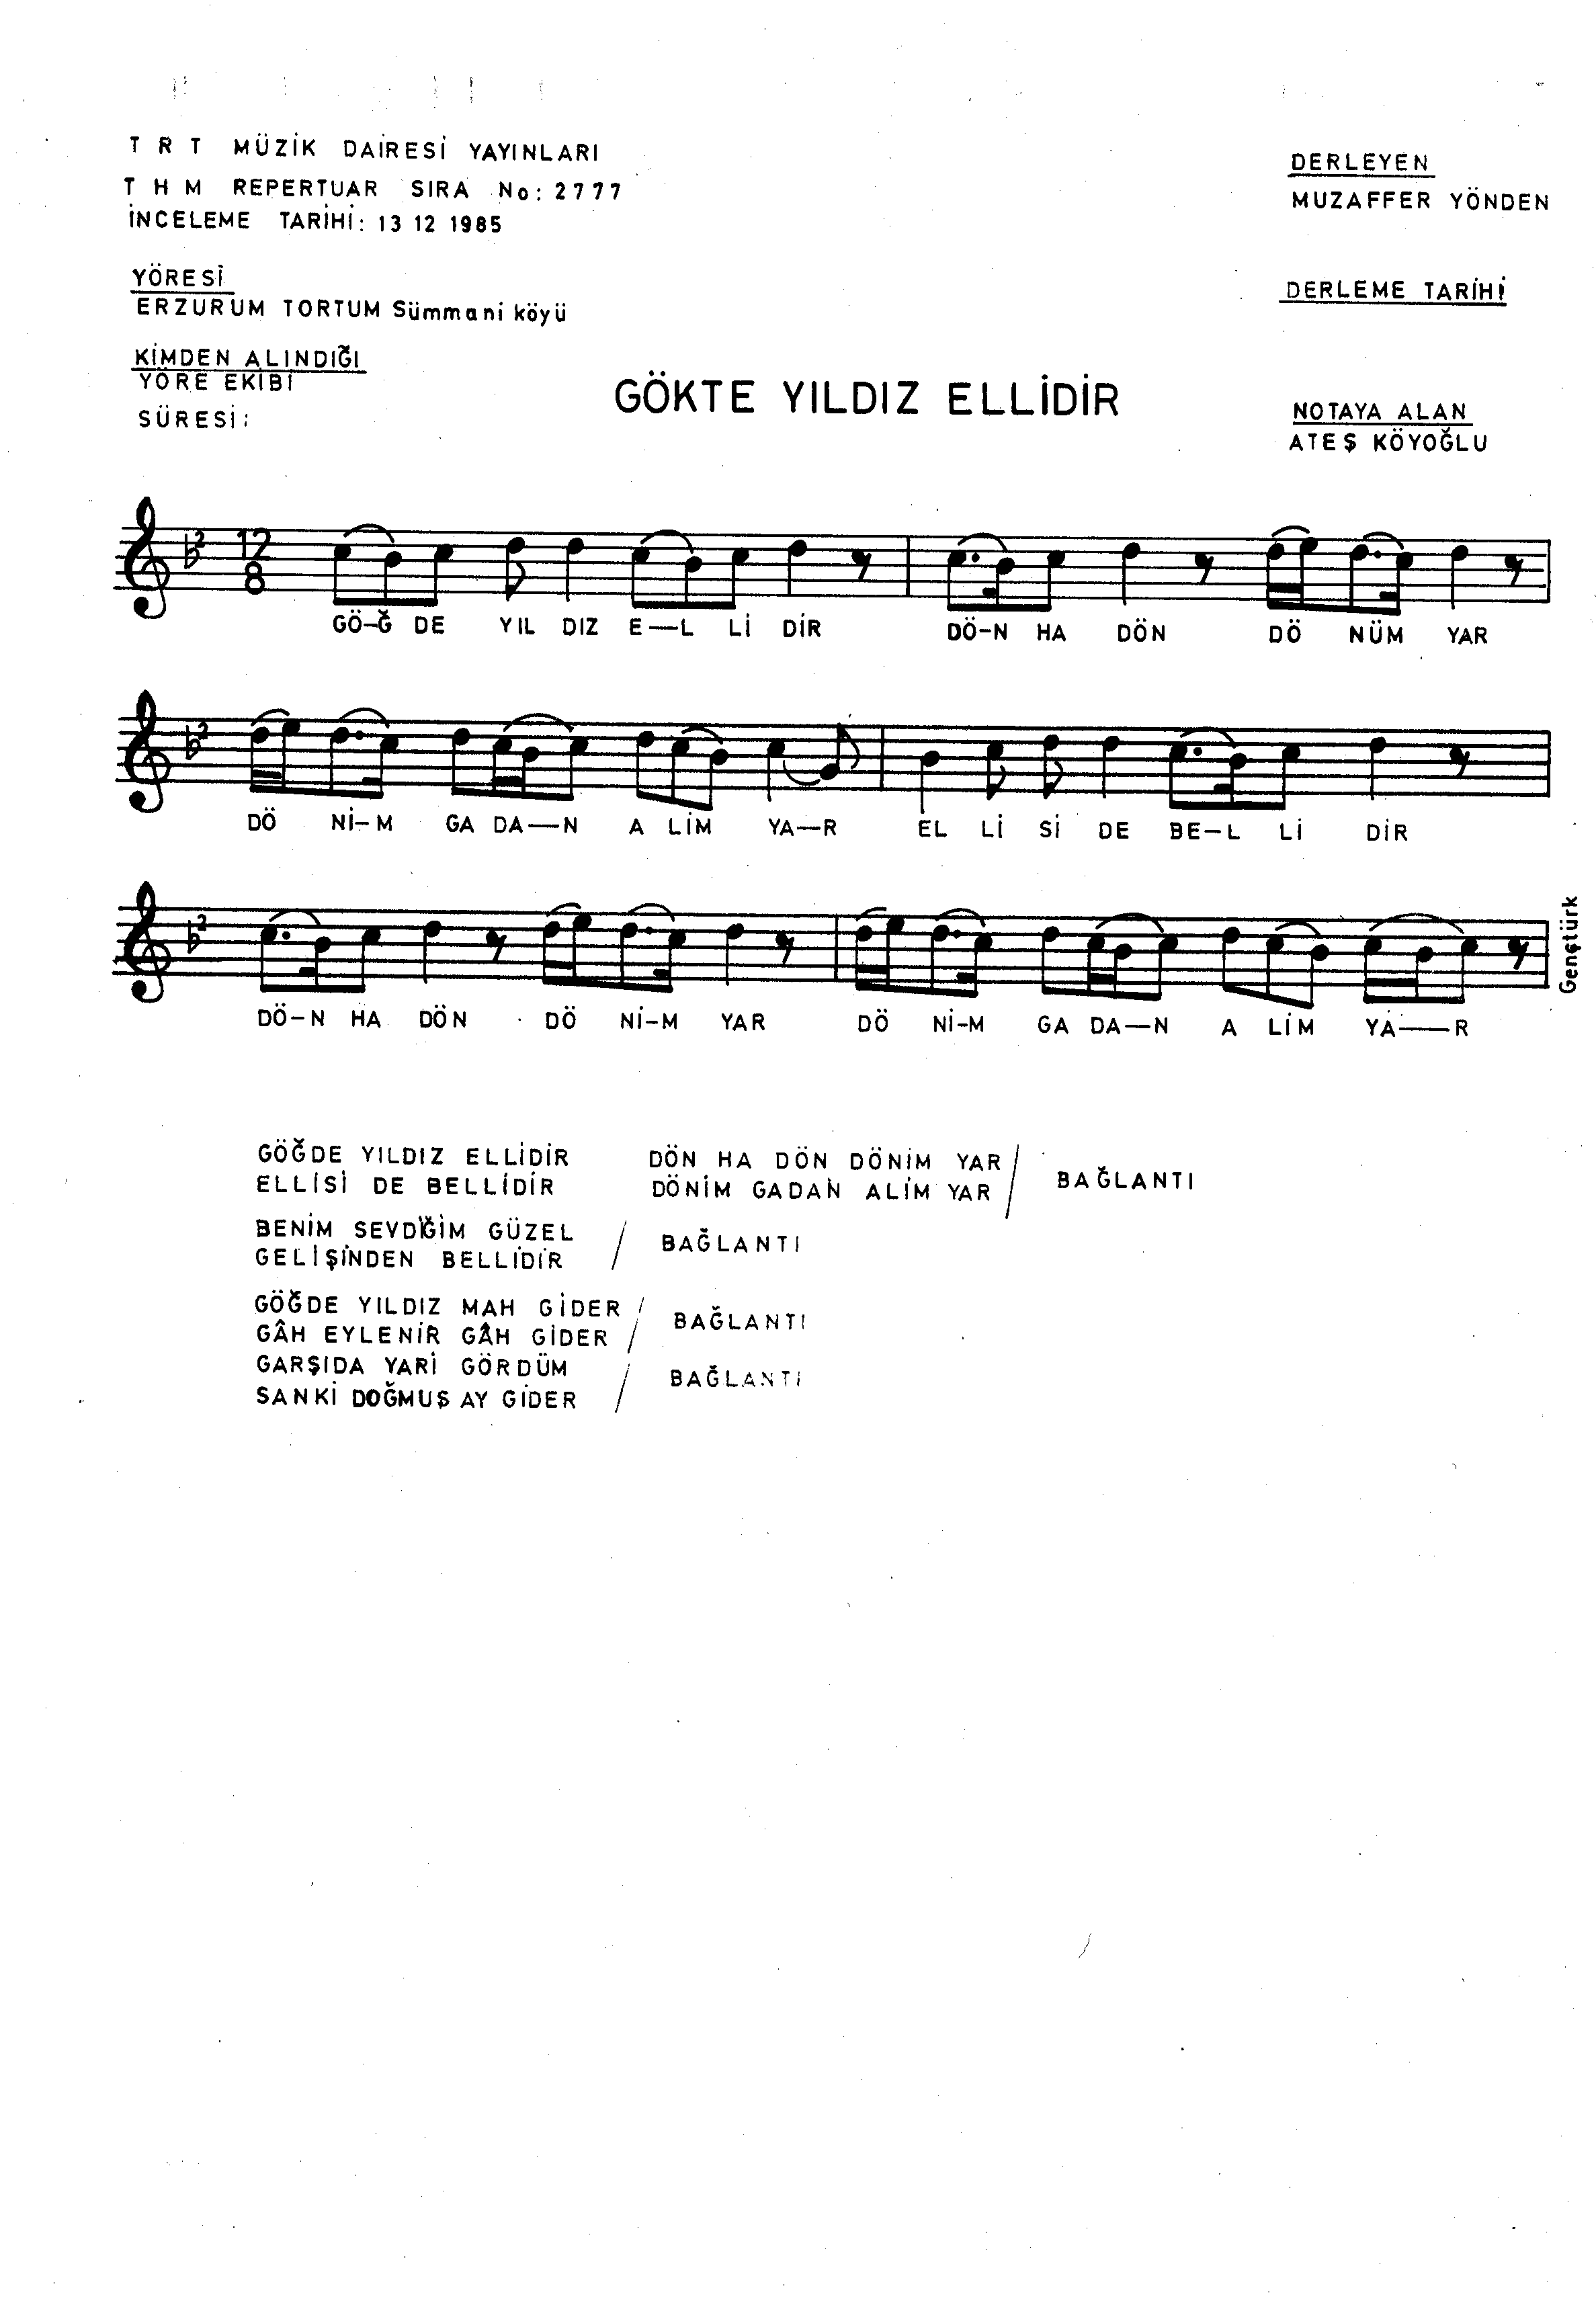 T R T MÜZİK DAİRESİ YAYINLARI
T H M REPERTUAR SIRA No: 2777
İNCELEME TARİHİ: 13 12 1985
YÖRESİ
ERZURUM TORTUM Sümmani köyü
KİMDEN ALINDIĞI
YÖRE EKİBİ
SÜRESİ:
DERLEYEN
MUZAFFER YÖNDEN
DERLEME TARİHİ
NOTAYA ALAN
ATEŞ KÖYOĞLU
GÖKTE YILDIZ ELLİDİR
2 12 8
GÖ-Ğ DE YIL DIZ E—L Lİ DİR DÖ-N HA DÖN DÖ NÜM YAR
2
DÖ Nİ-M GA DA—N A LİM YA—R EL Lİ Sİ DE BE-L Lİ DİR
2
DÖ-N HA DÖN DÖ Nİ-M YAR DÖ Nİ-M GA DA—N A LİM YA—R
Gençtürk
GÖĞDE YILDIZ ELLİDİR DÖN HA DÖN DÖNİM YAR /
ELLİSİ DE BELLİDİR DÖNİM GADAN ALİM YAR / BAĞLANTI
BENİM SEVDİĞİM GÜZEL /
GELİŞİNDEN BELLİDİR / BAĞLANTI
GÖĞDE YILDIZ MAH GİDER /
GÂH EYLENİR GÂH GİDER / BAĞLANTI
GARŞIDA YARİ GÖRDÜM /
SANKİ DOĞMUŞ AY GİDER / BAĞLANTI